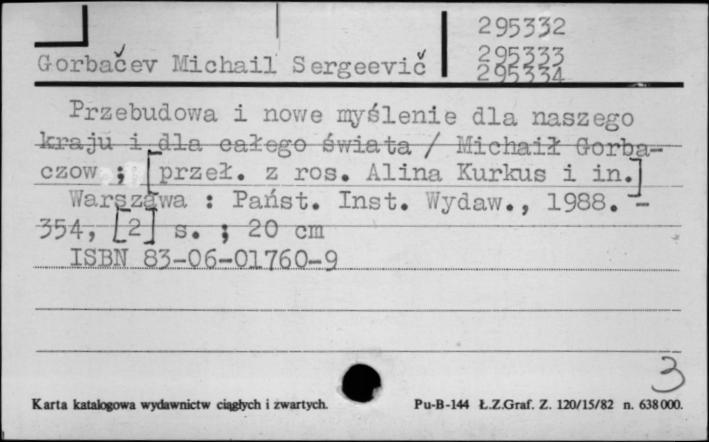 295332
295333
295334
Gorbačev Michail Sergeevič
Przebudowa i nowe myślenie dla naszego
kraju i dla całego świata / Michaił Gorba-
czow ; [przeł. z ros. Alina Kurkus i in.]
Warszawa : Państ. Inst. Wydaw., 1988. -
354, [2] s. ; 20 cm
ISBN 83-06-01760-9
3
Karta katalogowa wydawnictw ciągłych i zwartych. Pu-B-144 Ł.Z.Graf. Z. 120/15/82 n. 638000.